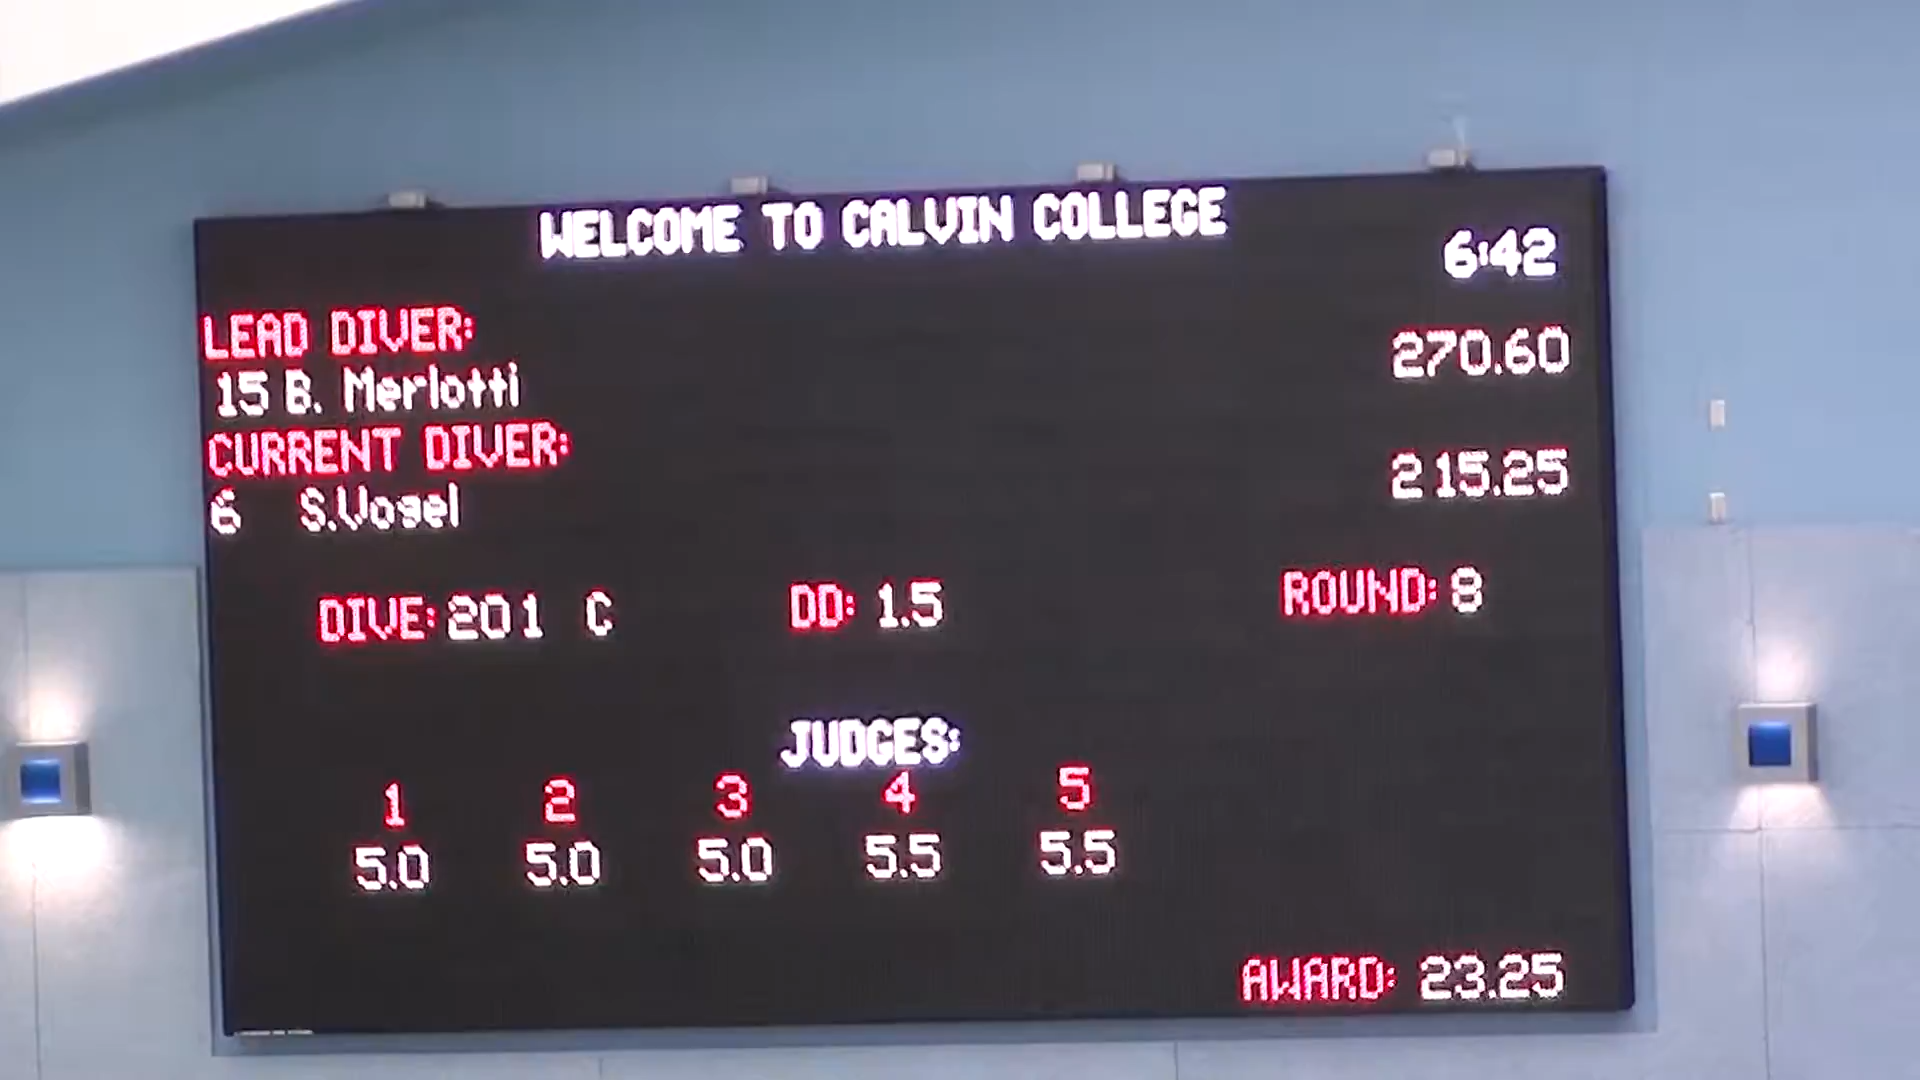 WELCOME TO CALVIN COLLEGE
6:42
LEAD DIVER:
270.60
15 B. Merlotti
CURRENT DIVER:
215.25
6 S.Vogel
DIVE: 201 C DD: 1.5 ROUND: 8
JUDGES:
1 2 3 4 5
5.0 5.0 5.0 5.5 5.5
AWARD: 23.25